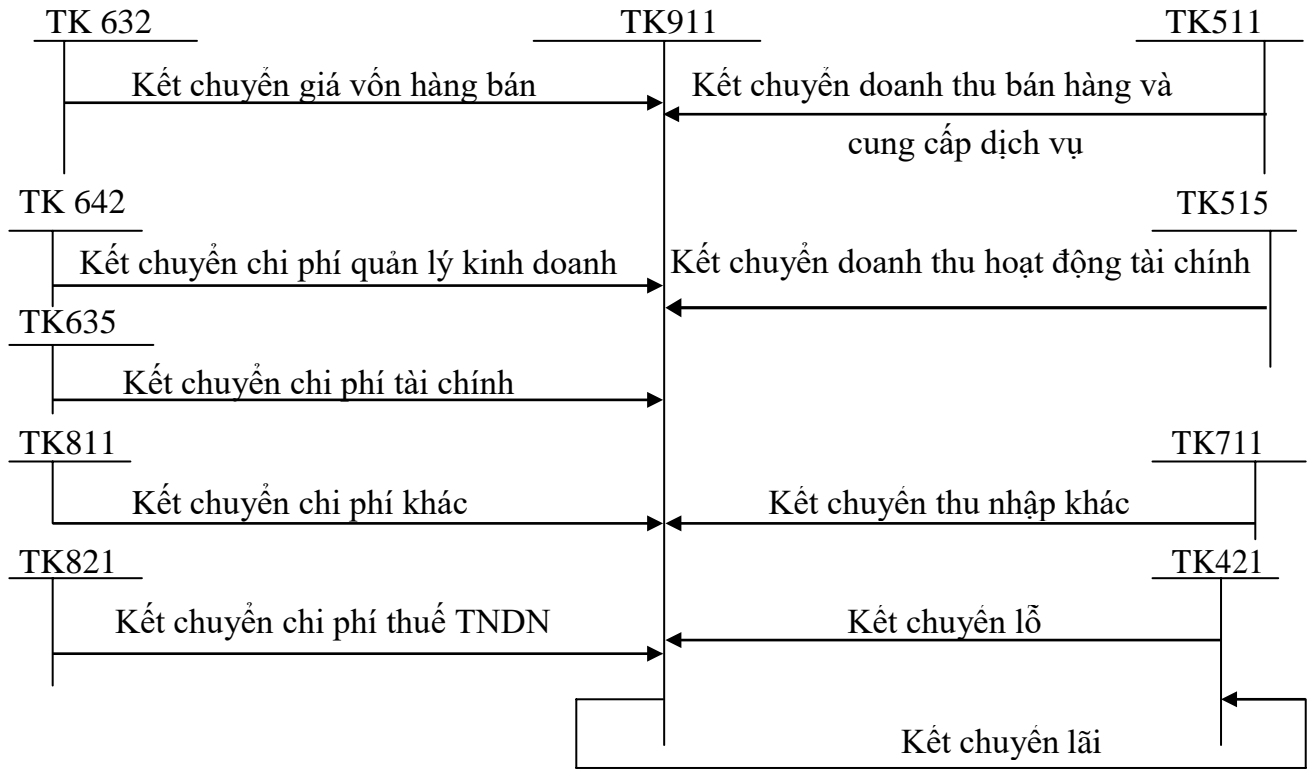 TK 632
TK911
TK511
Kết chuyển giá vốn hàng bán
Kết chuyển doanh thu bán hàng và
cung cấp dịch vụ
TK 642
TK515
Kết chuyển chi phí quản lý kinh doanh
Kết chuyển doanh thu hoạt động tài chính
TK635
Kết chuyển chi phí tài chính
TK811
TK711
Kết chuyển chi phí khác
Kết chuyển thu nhập khác
TK821
TK421
Kết chuyển chi phí thuế TNDN
Kết chuyển lỗ
Kết chuyển lãi